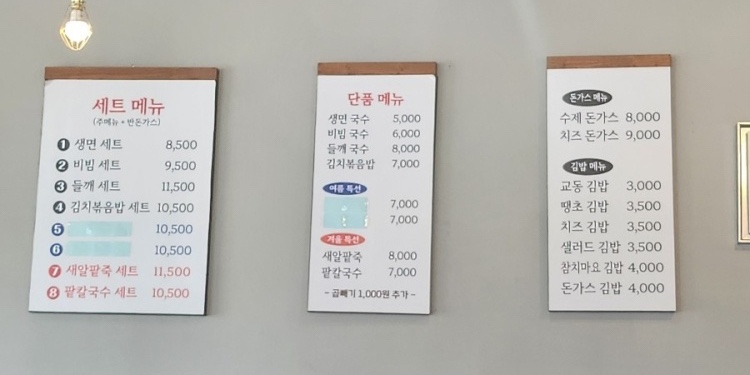 세트 메뉴
(주메뉴 + 반돈가스)
1 생면 세트 8,500
2 비빔 세트 9,500
3 들깨 세트 11,500
4 김치볶음밥 세트 10,500
5 10,500
6 10,500
7 새알팥죽 세트 11,500
8 팥칼국수 세트 10,500
단품 메뉴
생면 국수 5,000
비빔 국수 6,000
들깨 국수 8,000
김치볶음밥 7,000
여름 특선
7,000
7,000
겨울 특선
새알팥죽 8,000
팥칼국수 7,000
- 곱빼기 1,000원 추가 -
돈가스 메뉴
수제 돈가스 8,000
치즈 돈가스 9,000
김밥 메뉴
교동 김밥 3,000
땡초 김밥 3,500
치즈 김밥 3,500
샐러드 김밥 3,500
참치마요 김밥 4,000
돈가스 김밥 4,000